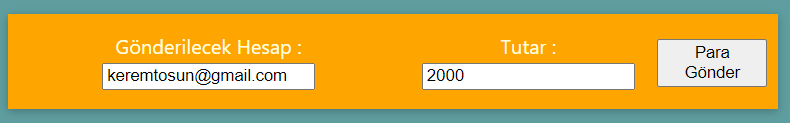 Gönderilecek Hesap :
keremtosun@gmail.com
Tutar :
2000
Para
Gönder